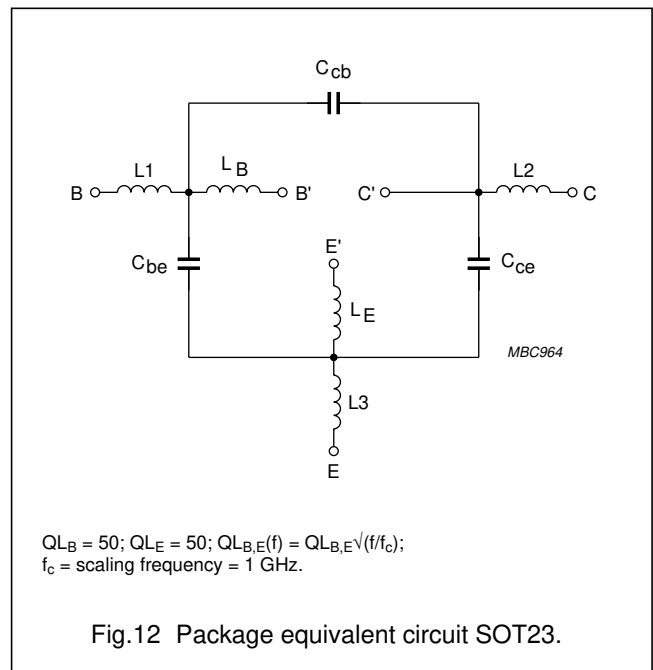 Ccb
L1
LB
L2
B
B'
C'
C
Cbe
E'
Cce
LE
MBC964
L3
E
QLB = 50; QLE = 50; QLB,E(f) = QLB,E√(f/fc);
fc = scaling frequency = 1 GHz.
Fig.12 Package equivalent circuit SOT23.